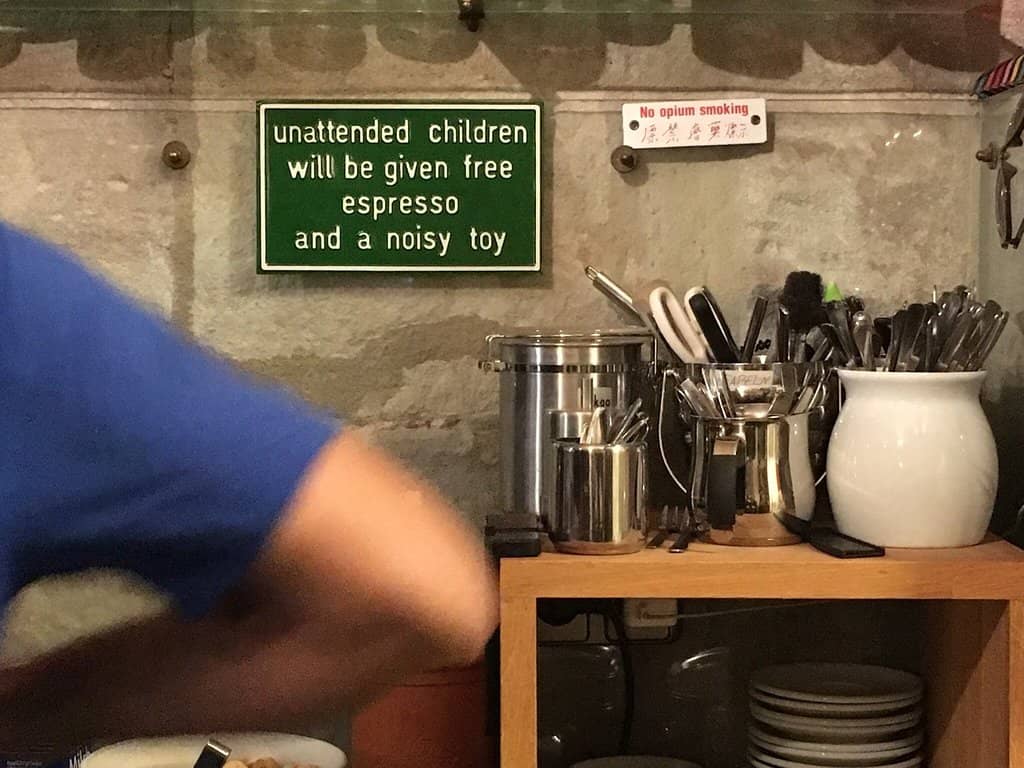 unattended children
will be given free
espresso
and a noisy toy
No opium smoking